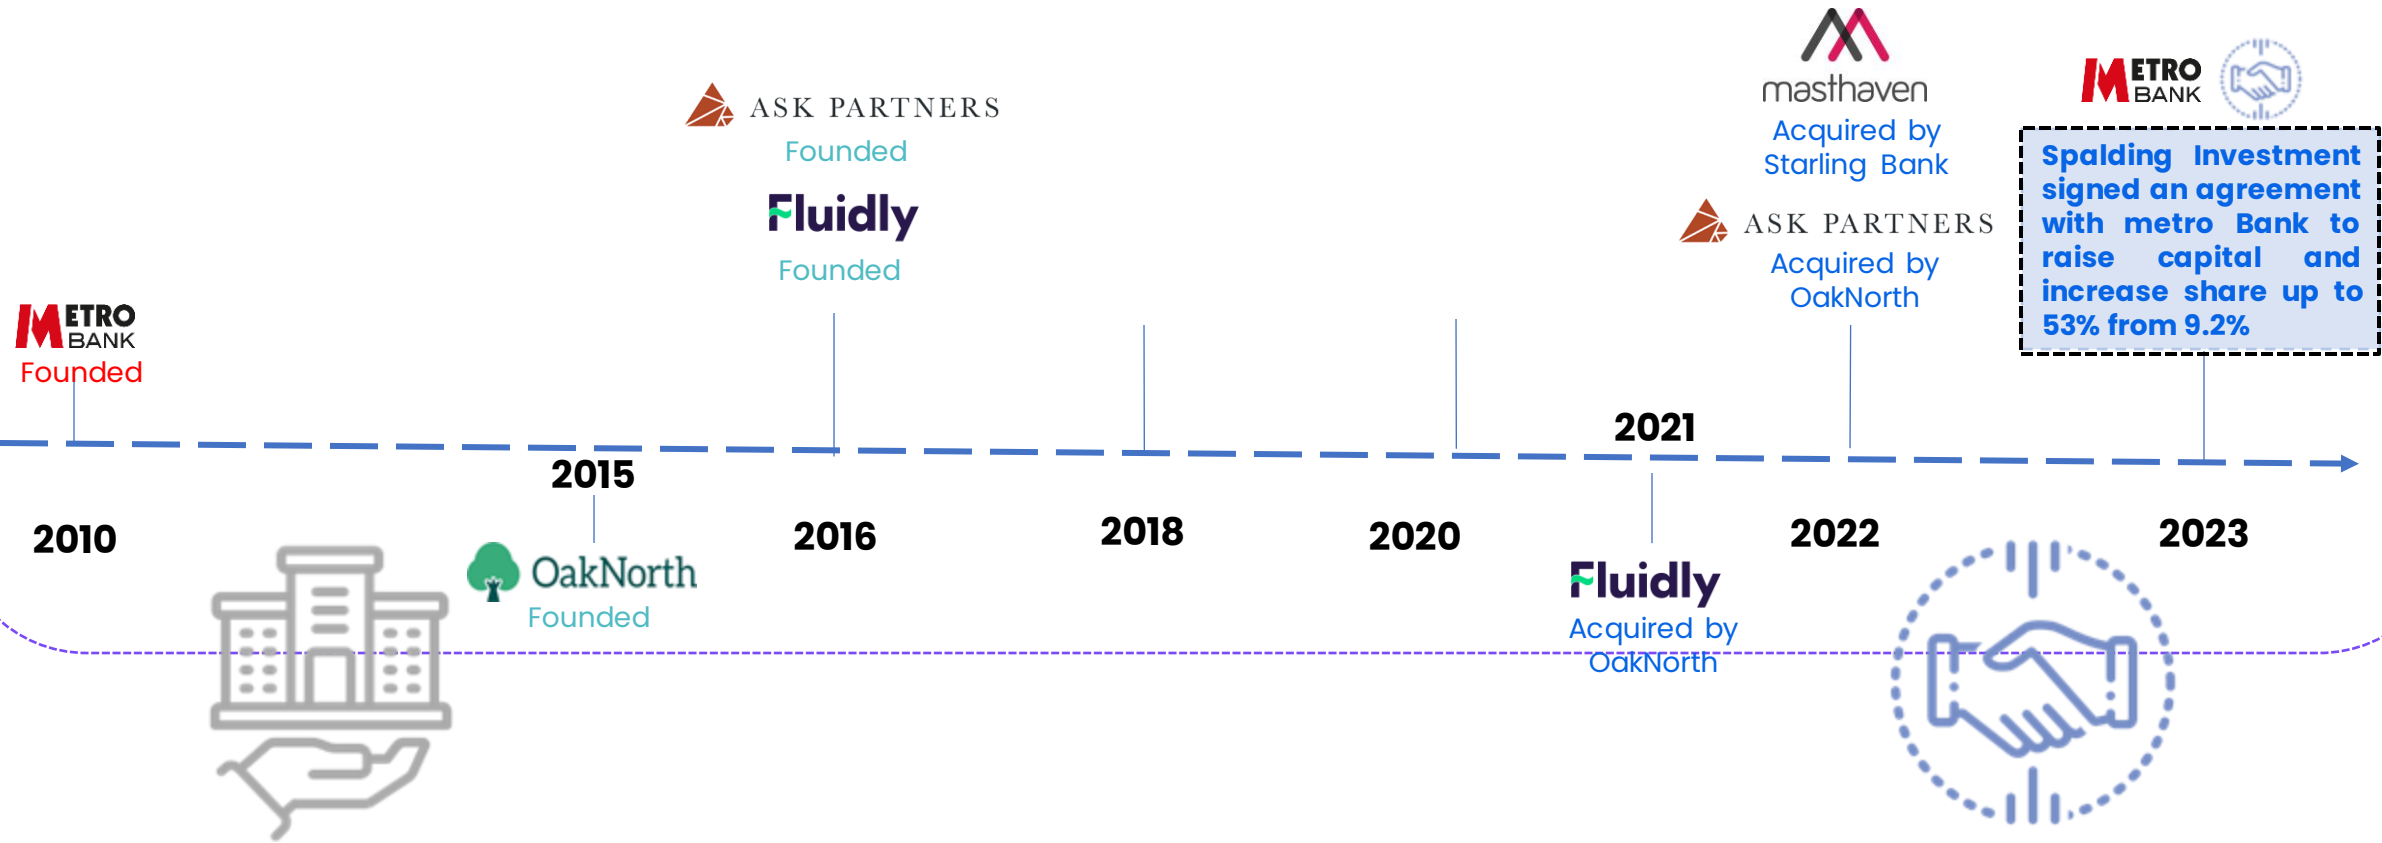 METRO
BANK
Founded
2010
2015
OakNorth
Founded
ASK PARTNERS
Founded
Fluidly
Founded
2016
2018
2020
2021
Fluidly
Acquired by
OakNorth
masthaven
Acquired by
Starling Bank
ASK PARTNERS
Acquired by
OakNorth
2022
METRO
BANK
Spalding Investment
signed an agreement
with metro Bank to
raise capital and
increase share up to
53% from 9.2%
2023